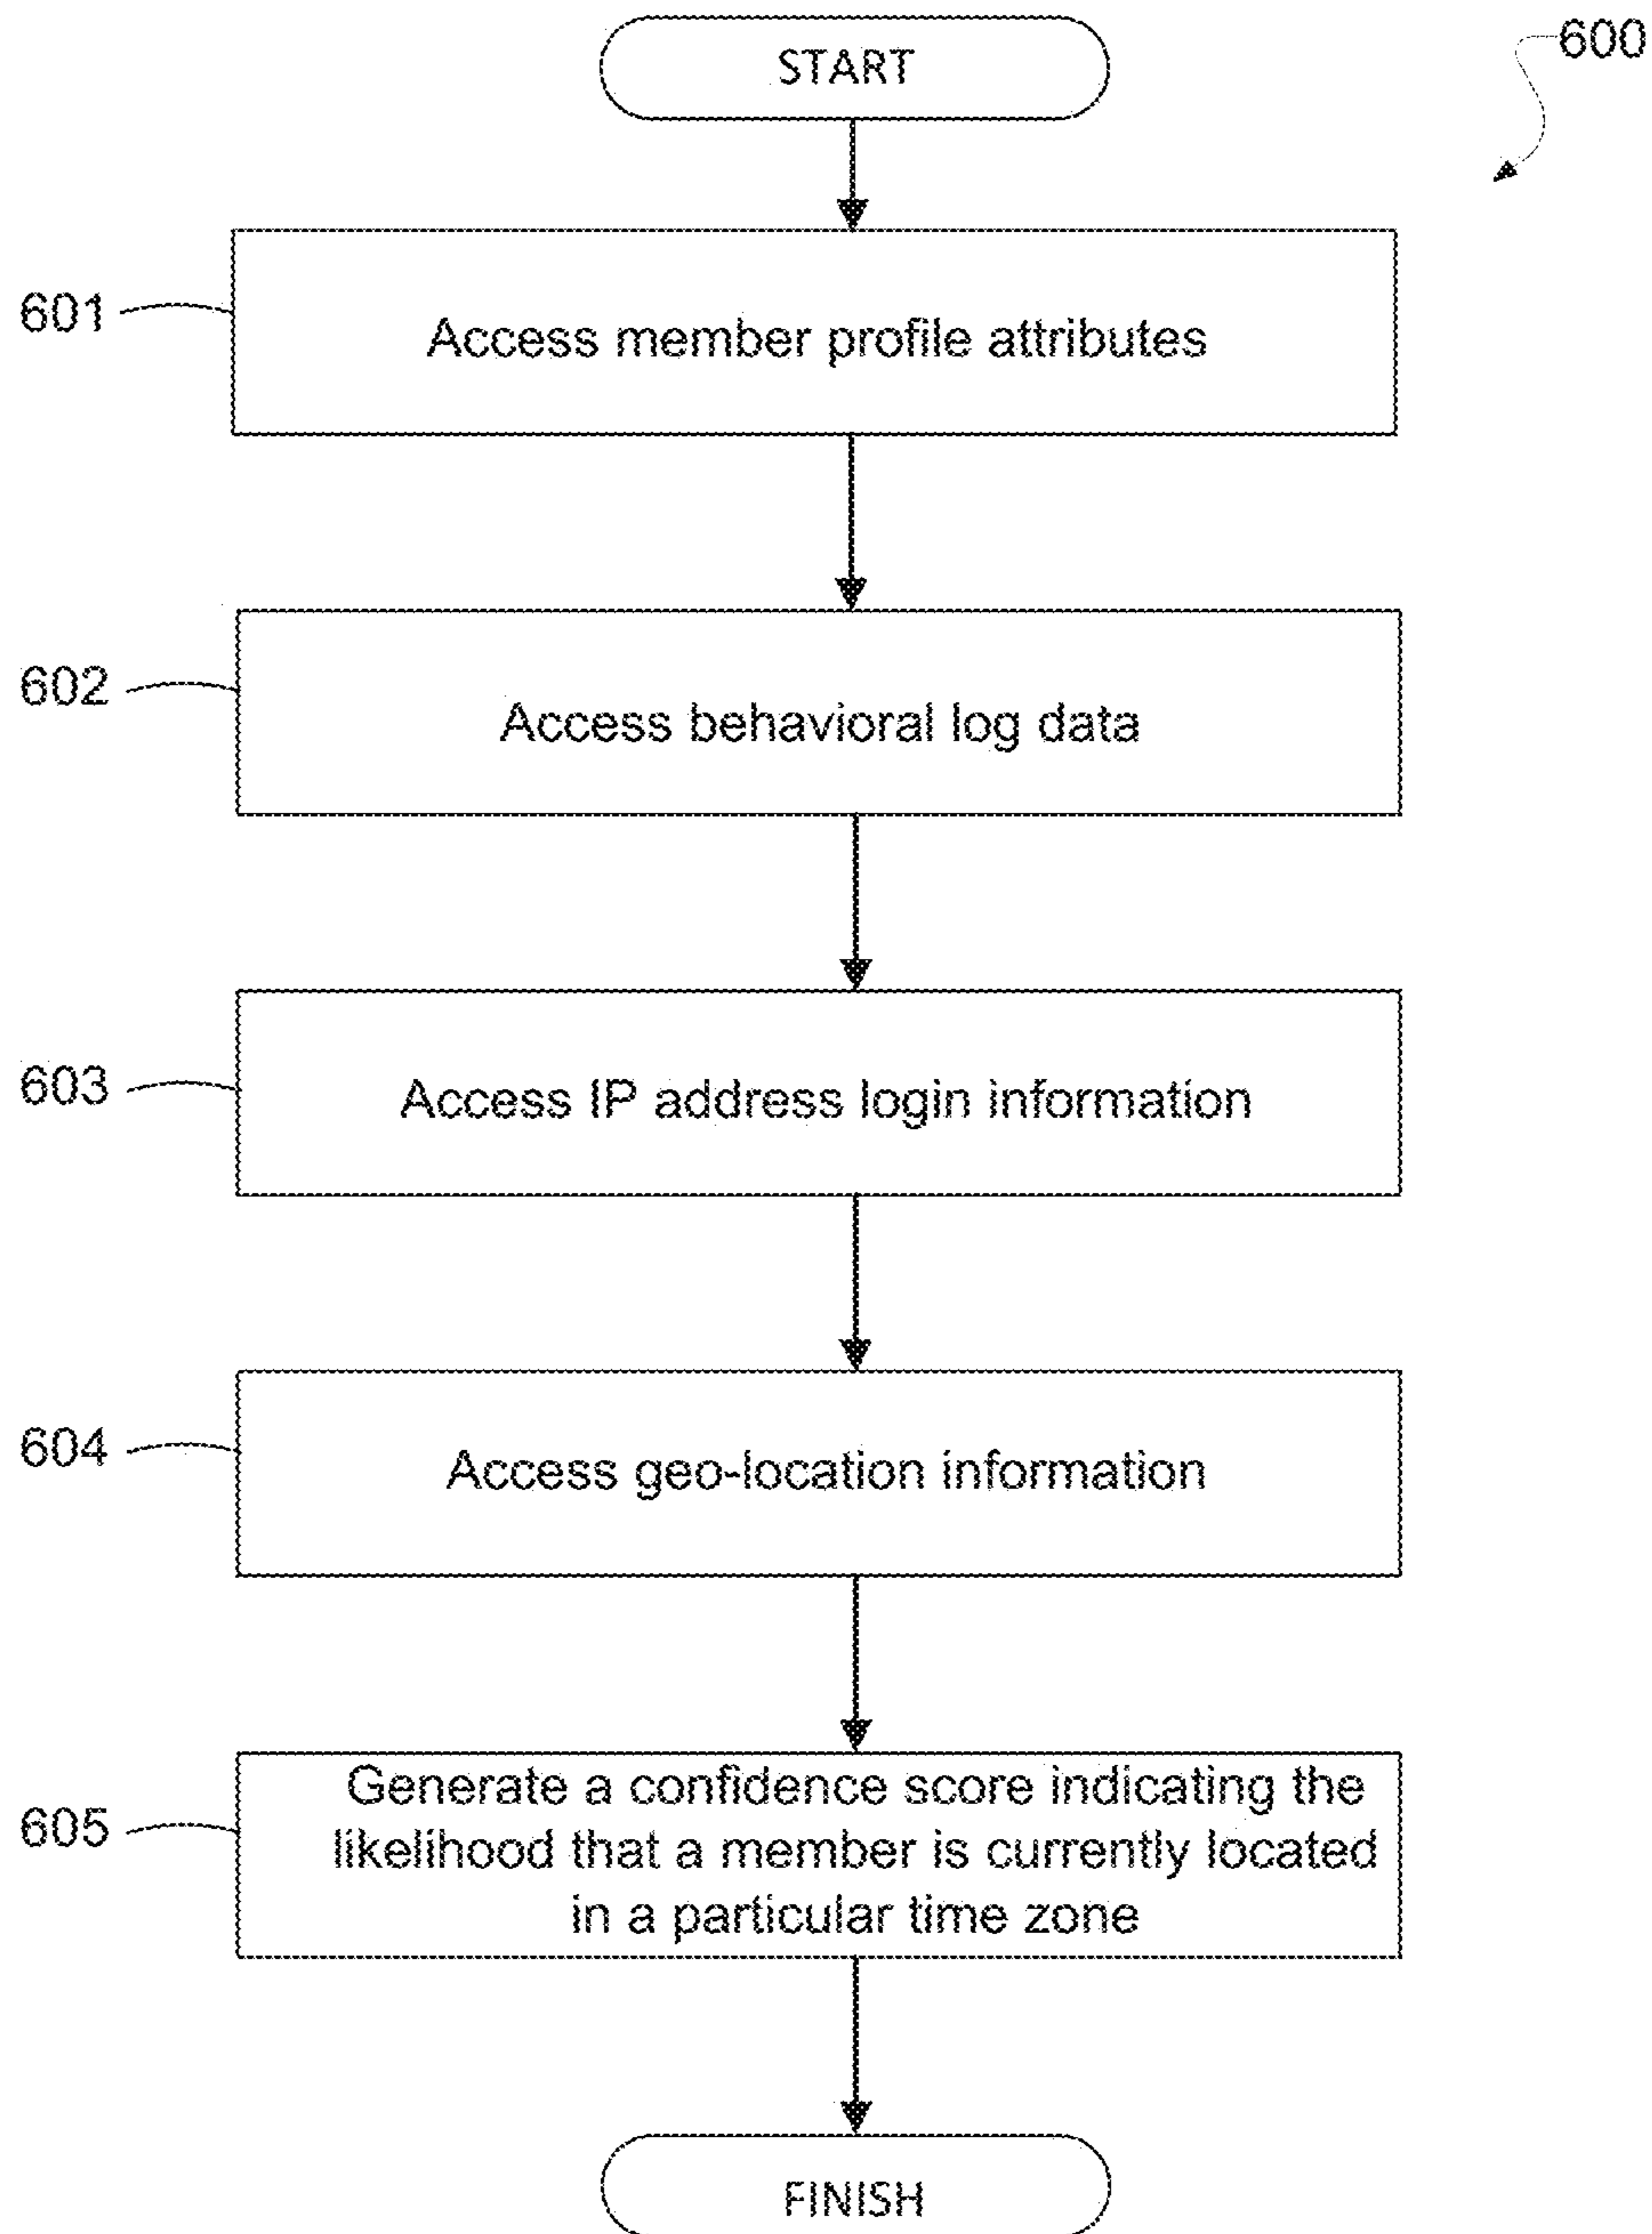 START
600
601
Access member profile attributes
602
Access behavioral log data
603
Access IP address login information
604
Access geo-location information
605
Generate a confidence score indicating the
likelihood that a member is currently located
in a particular time zone
FINISH